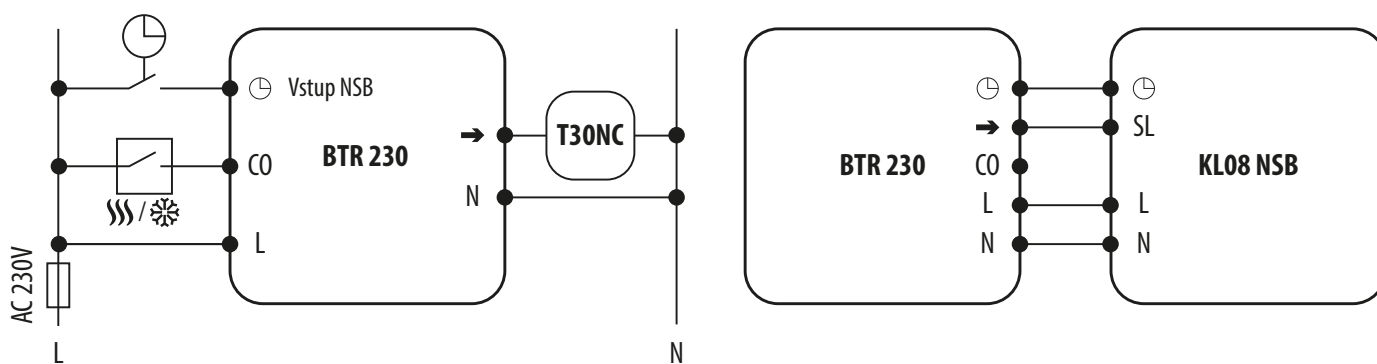 Vstup NSB
BTR 230
CO
➔
N
L
T30NC
AC 230V
L
N
BTR 230
➔
CO
L
N
KL08 NSB
SL
L
N